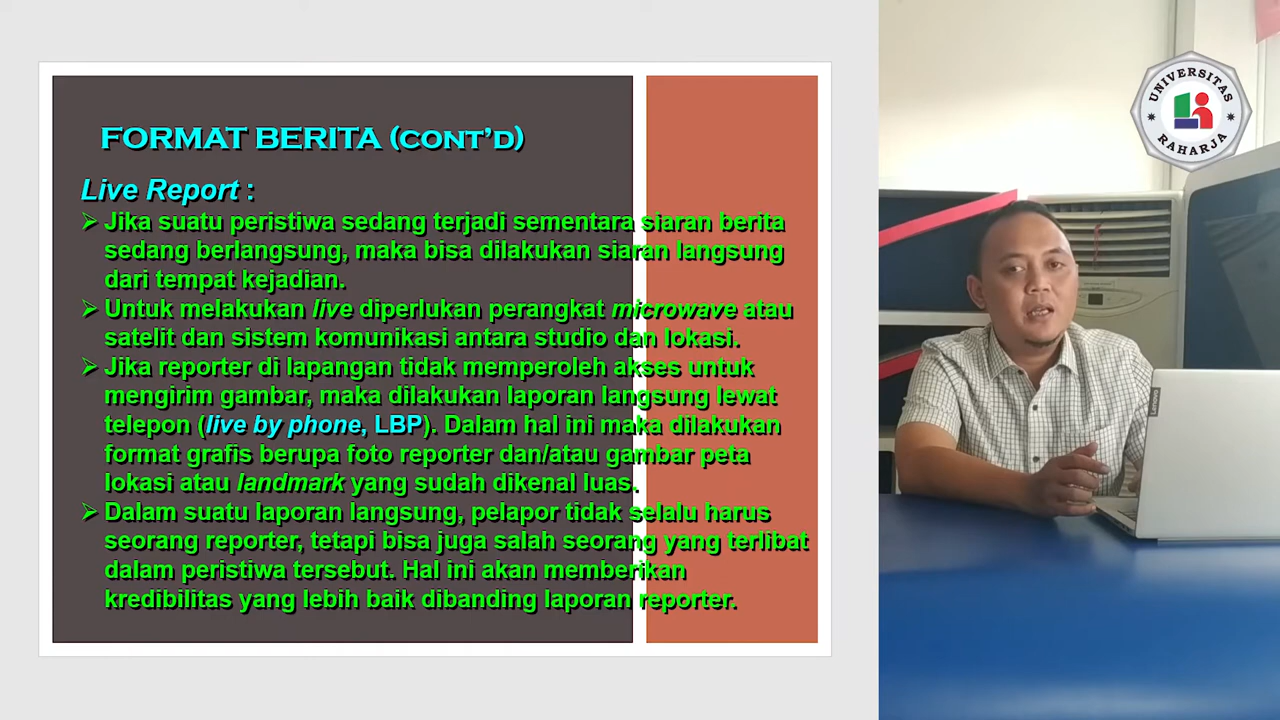 FORMAT BERITA (CONT'D)
Live Report :
Jika suatu peristiwa sedang terjadi sementara siaran berita
sedang berlangsung, maka bisa dilakukan siaran langsung
dari tempat kejadian.
Untuk melakukan live diperlukan perangkat microwave atau
satelit dan sistem komunikasi antara studio dan lokasi.
Jika reporter di lapangan tidak memperoleh akses untuk
mengirim gambar, maka dilakukan laporan langsung lewat
telepon (live by phone, LBP). Dalam hal ini maka dilakukan
format grafis berupa foto reporter dan/atau gambar peta
lokasi atau landmark yang sudah dikenal luas.
Dalam suatu laporan langsung, pelapor tidak selalu harus
seorang reporter, tetapi bisa juga salah seorang yang terlibat
dalam peristiwa tersebut. Hal ini akan memberikan
kredibilitas yang lebih baik dibanding laporan reporter.
UNIVERSITAS
RAHARJA
Lenovo